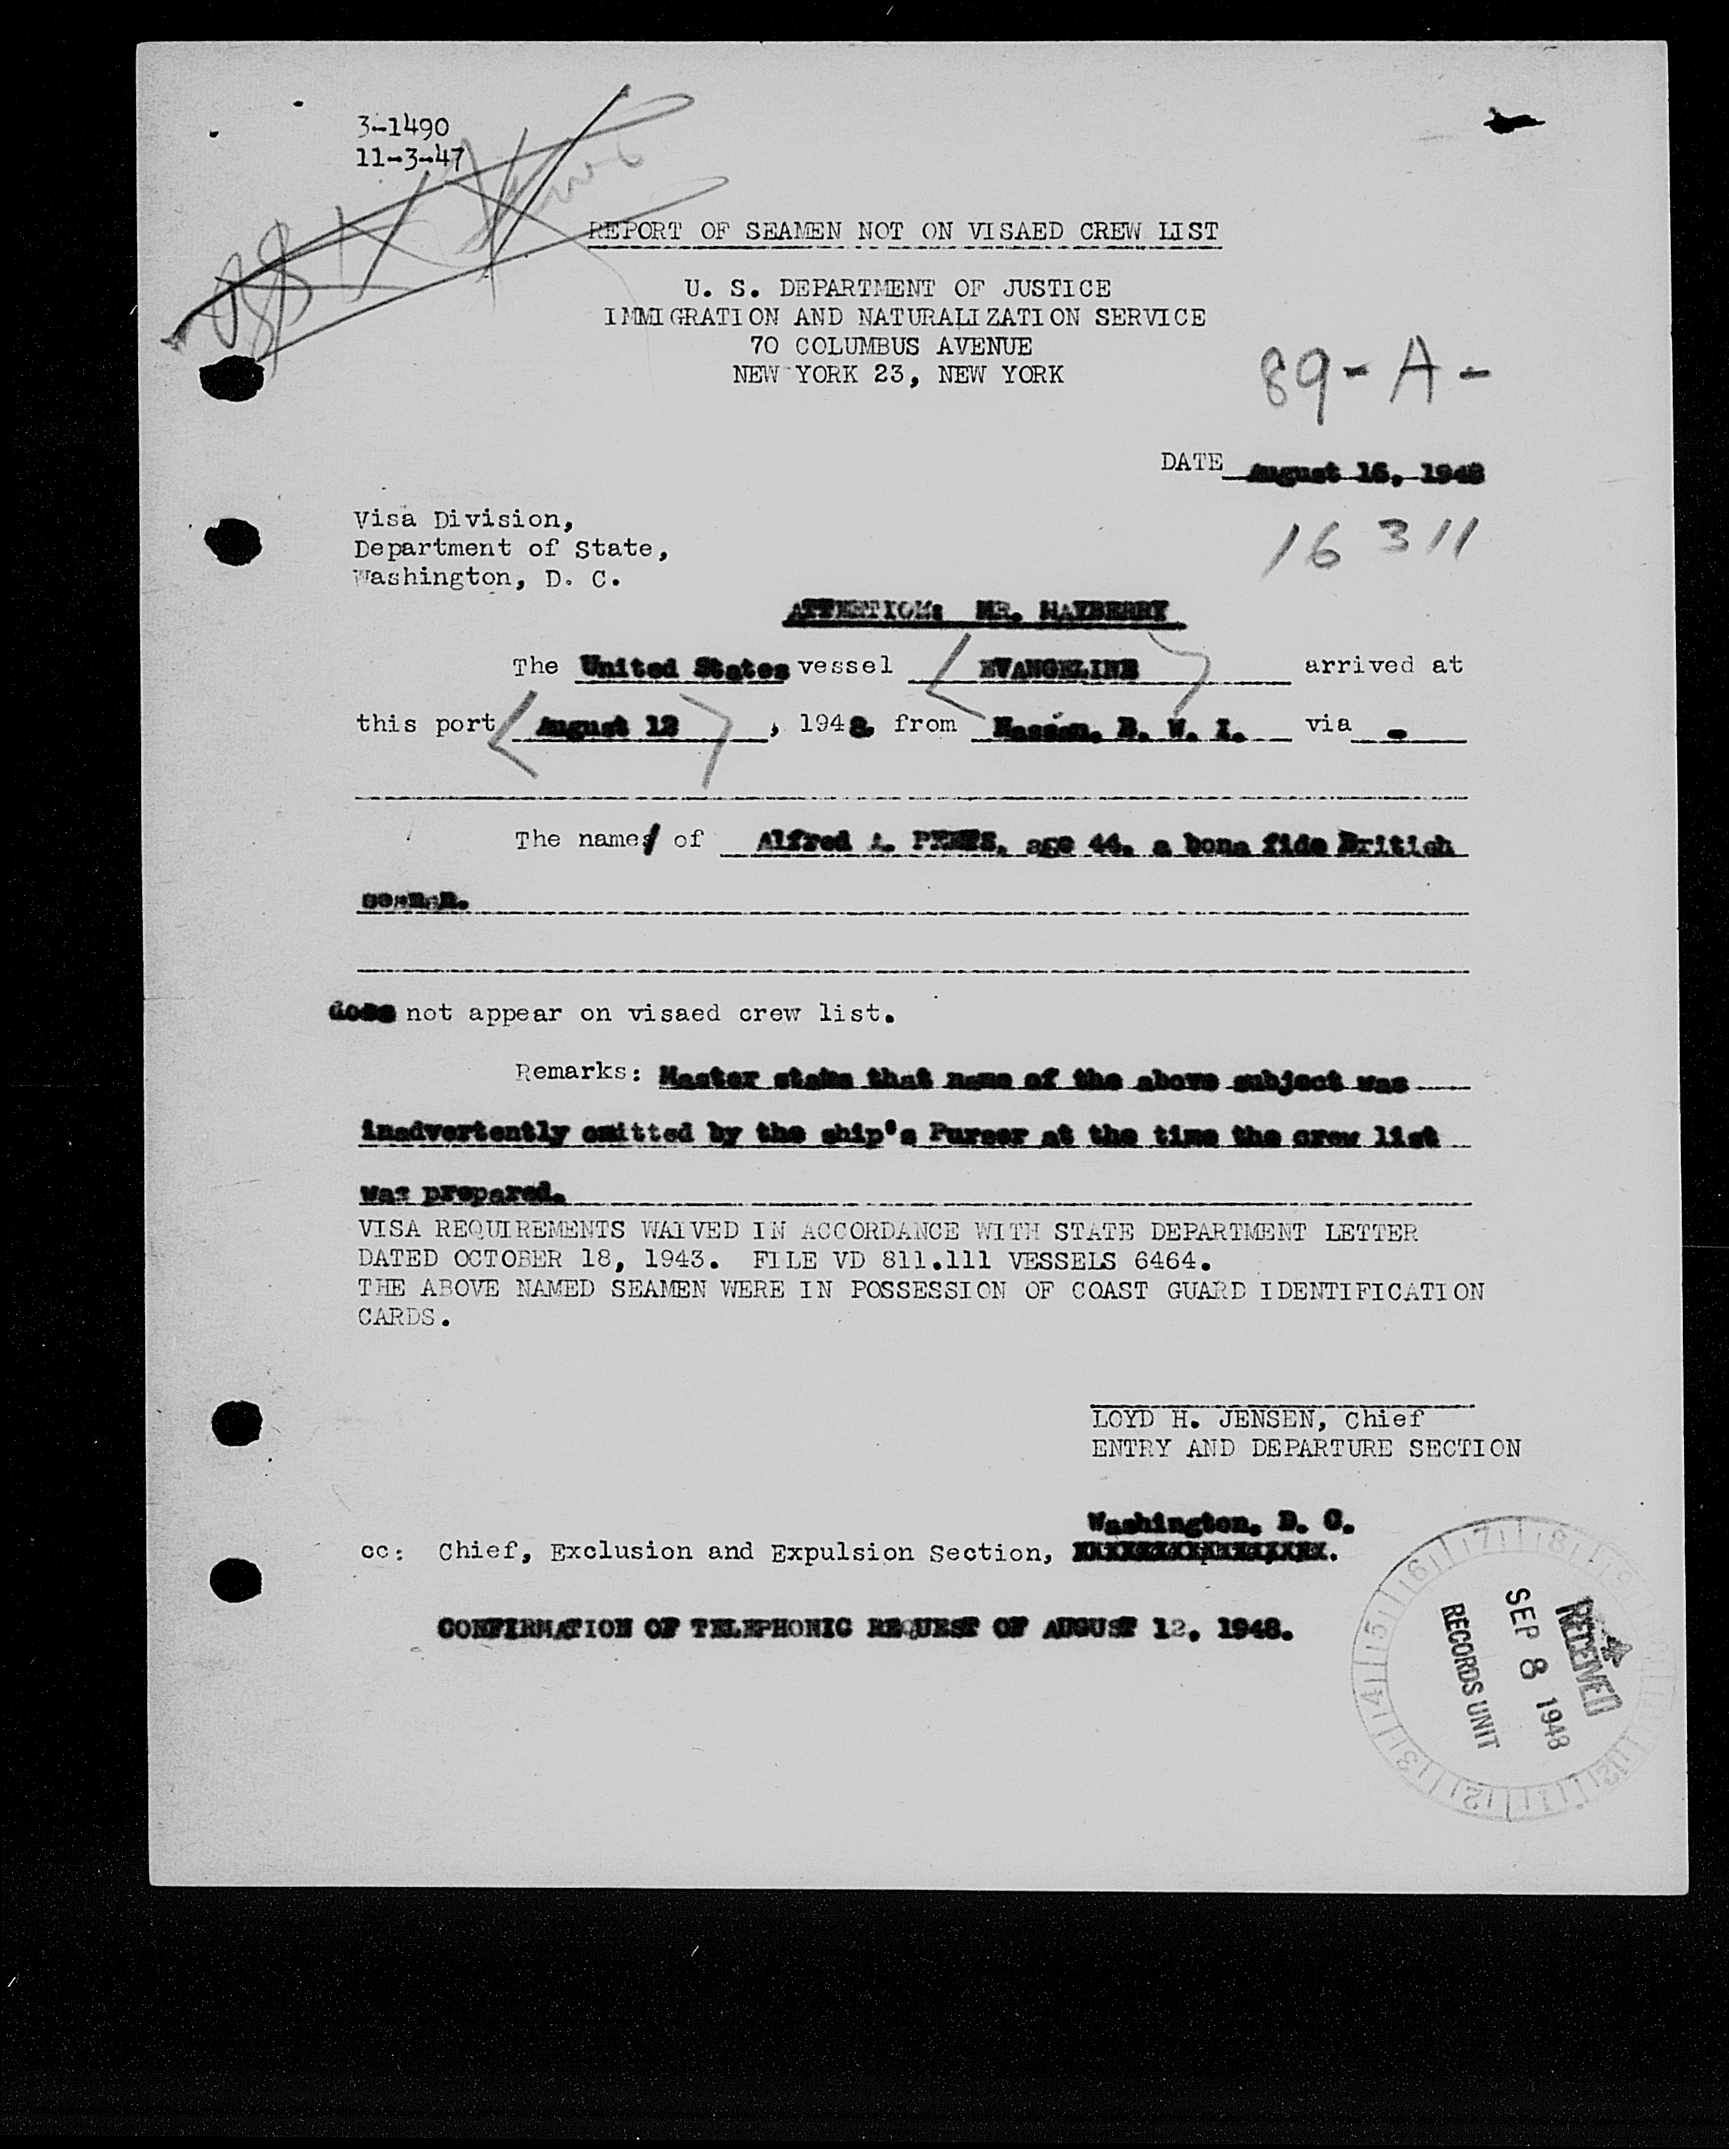 3-1490
11-3-47
REPORT OF SEAMEN NOT ON VISAED CREW LIST
U. S. DEPARTMENT OF JUSTICE
IMMIGRATION AND NATURALIZATION SERVICE
70 COLUMBUS AVENUE
NEW YORK 23, NEW YORK
89-A-
DATE August 16, 1948
16 311
Visa Division,
Department of State,
Washington, D. C.
ATTENTION: MR. MAYBERRY
The United States vessel EVANGELINE arrived at
this port August 12, 1948, from Nassau, B. W. I. via -
The names of Alfred A. age 44, a bona fide British
seaman.
does not appear on visaed crew list.
Remarks: Master states that name of the above subject was
inadvertently omitted by the ship's Purser at the time the crew list
was prepared.
VISA REQUIREMENTS WAIVED IN ACCORDANCE WITH STATE DEPARTMENT LETTER
DATED OCTOBER 18, 1943. FILE VD 811.111 VESSELS 6464.
THE ABOVE NAMED SEAMEN WERE IN POSSESSION OF COAST GUARD IDENTIFICATION
CARDS.
LOYD H. JENSEN, Chief
ENTRY AND DEPARTURE SECTION
Washington, D. C.
cc: Chief, Exclusion and Expulsion Section,
CONFIRMATION OF TELEPHONIC REQUEST OF AUGUST 12, 1948.
RECEIVED
SEP 8 1948
RECORDS UNIT